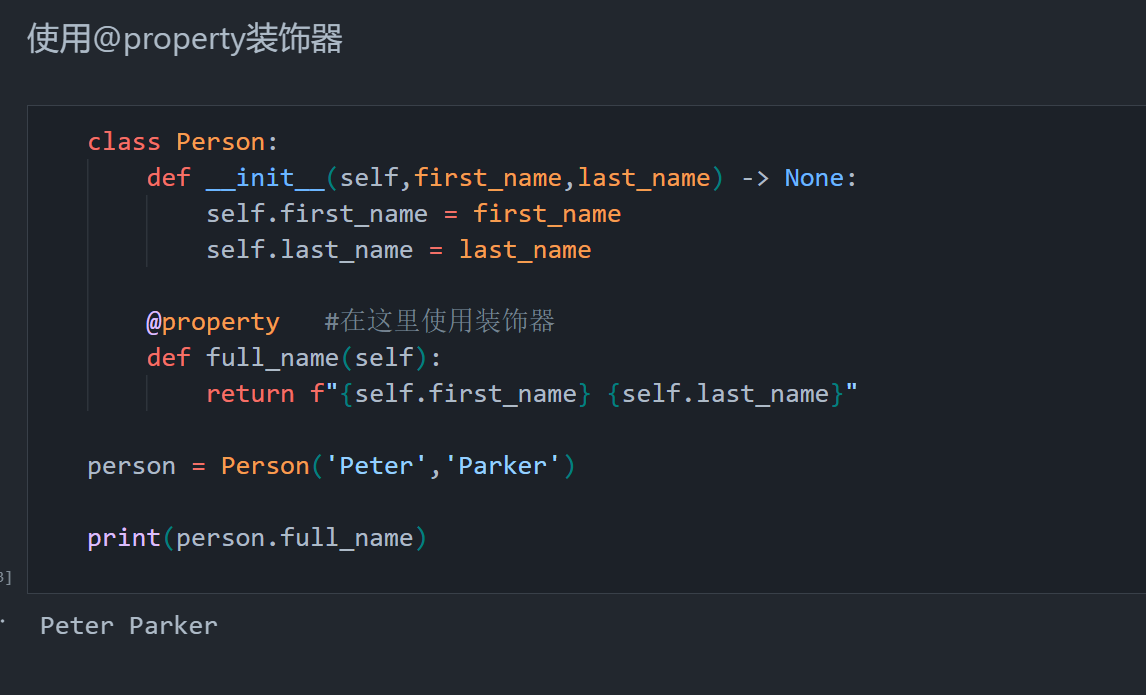 使用@property装饰器
class Person:
    def __init__(self,first_name,last_name) -> None:
        self.first_name = first_name
        self.last_name = last_name
    @property   #在这里使用装饰器
    def full_name(self):
        return f"{self.first_name} {self.last_name}"
person = Person('Peter','Parker')
print(person.full_name)
3]
Peter Parker